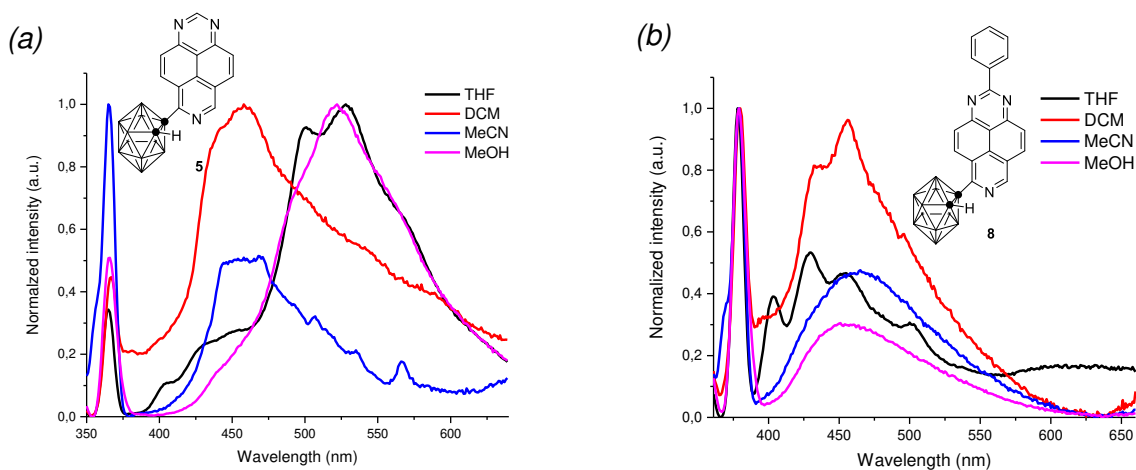 (a)
N
N
N
H
5
THF
DCM
MeCN
MeOH
Normalzed intensity (a.u.)
1,0
0,8
0,6
0,4
0,2
0,0
350 400 450 500 550 600
Wavelength (nm)
(b)
N
N
N
H
8
THF
DCM
MeCN
MeOH
Normalized intensity (a.u.)
1,0
0,8
0,6
0,4
0,2
0,0
400 450 500 550 600 650
Wavelength (nm)